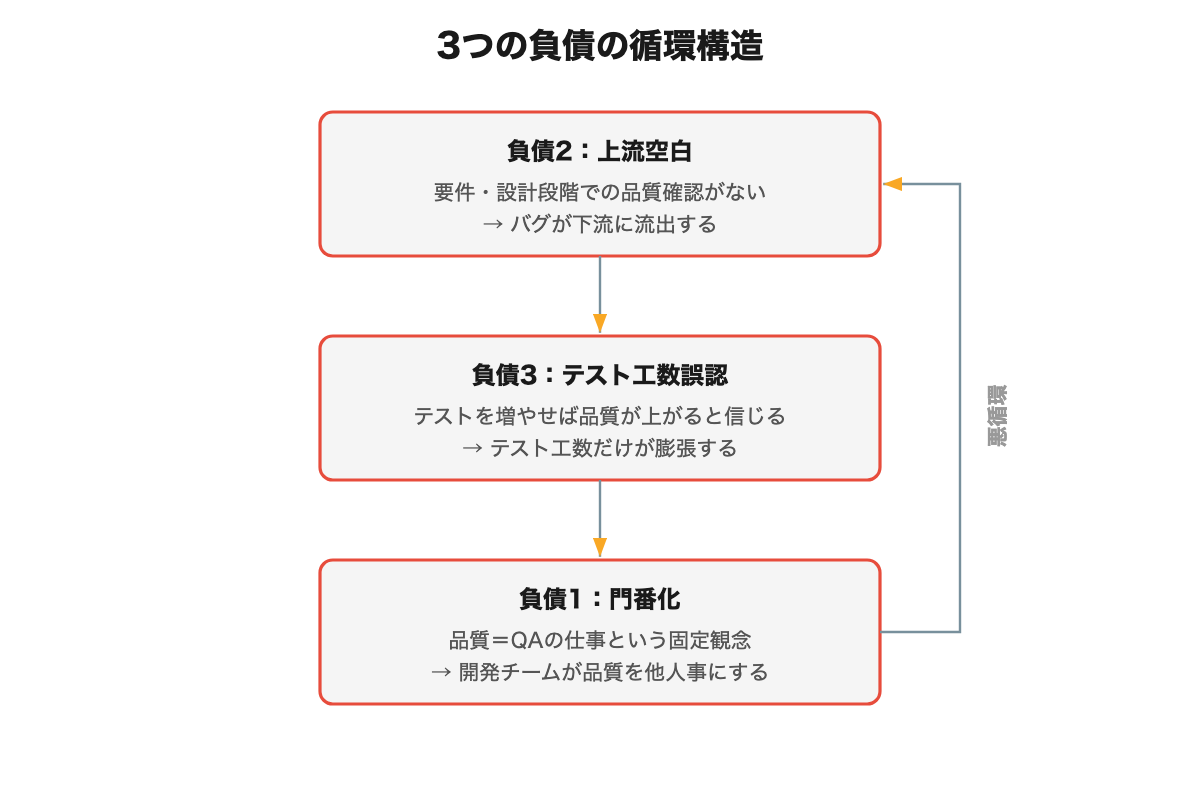 3つの負債の循環構造
負債2：上流空白
要件・設計段階での品質確認がない
→ バグが下流に流出する
負債3：テスト工数誤認
テストを増やせば品質が上がると信じる
→ テスト工数だけが膨張する
負債1：門番化
品質＝QAの仕事という固定観念
→ 開発チームが品質を他人事にする
悪循環